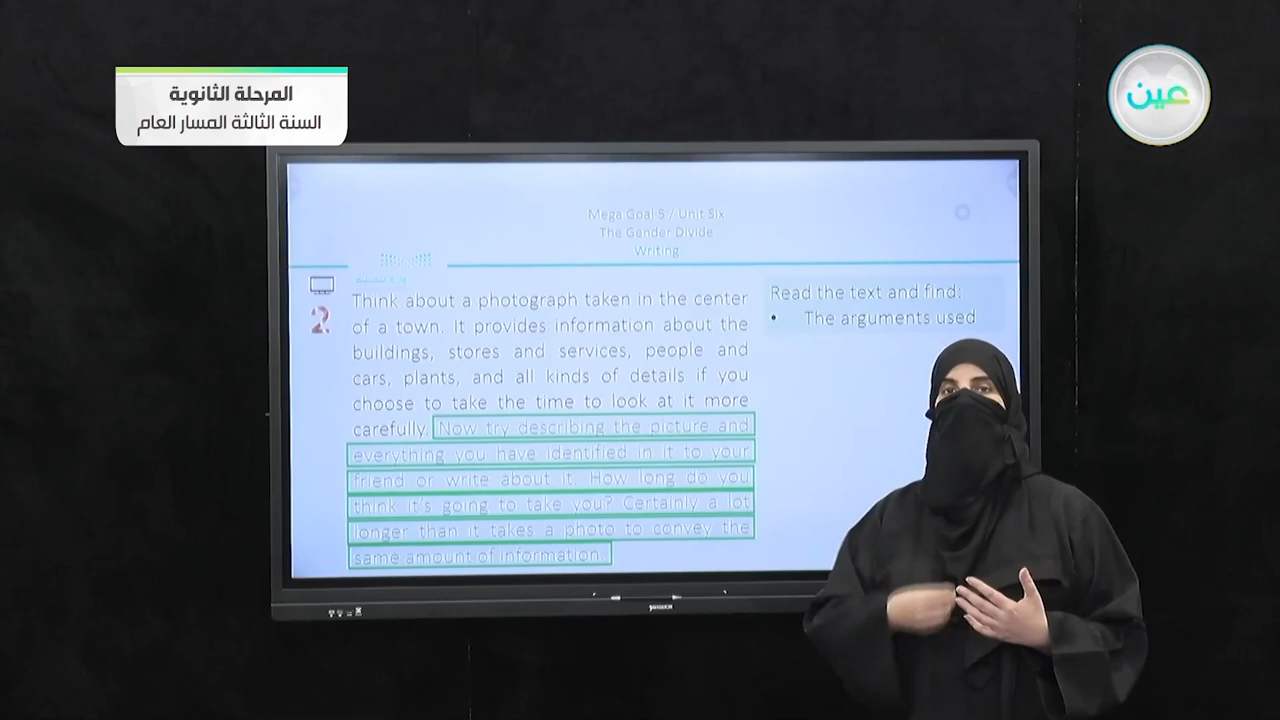 المرحلة الثانوية
السنة الثالثة المسار العام
عين
Mega Goal 5 / Unit Six
The Gender Divide
Writing
2
Think about a photograph taken in the center
of a town. It provides information about the
buildings, stores and services, people and
cars, plants, and all kinds of details if you
choose to take the time to look at it more
carefully. Now try describing the picture and
everything you have identified in it to your
friend or write about it. How long do you
think it's going to take you? Certainly a lot
longer than it takes a photo to convey the
same amount of information.
Read the text and find:
• The arguments used